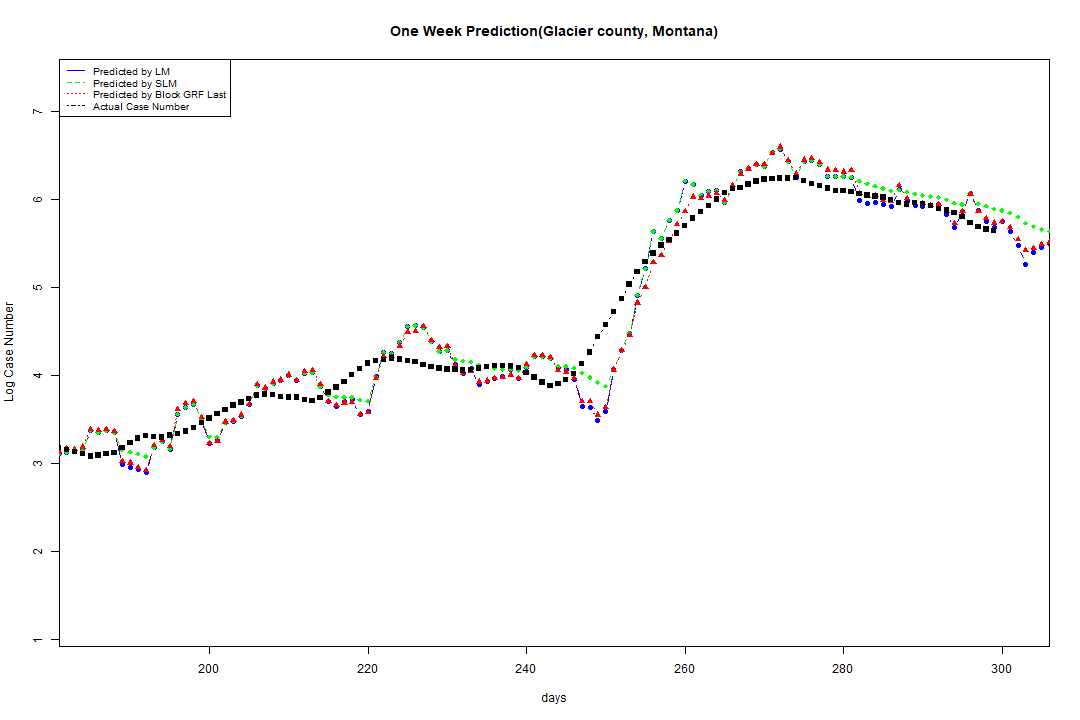 One Week Prediction(Glacier county, Montana)
Predicted by LM
Predicted by SLM
Predicted by Block GRF Last
Actual Case Number
Log Case Number
7
6
5
4
3
2
1
200 220 240 260 280 300
days